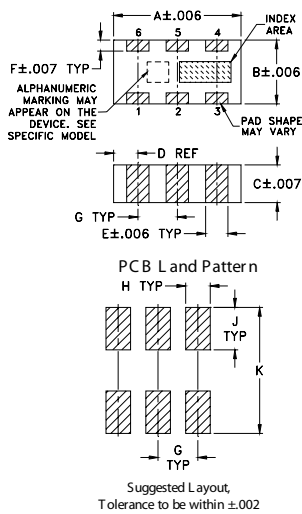 A±.006
INDEX
AREA
6 5 4
F±.007 TYP
B±.006
ALPHANUMERIC
MARKING MAY
APPEAR ON THE
DEVICE. SEE
SPECIFIC MODEL
1 2 3
PAD SHAPE
MAY VARY
D REF
C±.007
G TYP
E±.006 TYP
PCB Land Pattern
H TYP
J
TYP
K
G
TYP
Suggested Layout,
Tolerance to be within ±.002